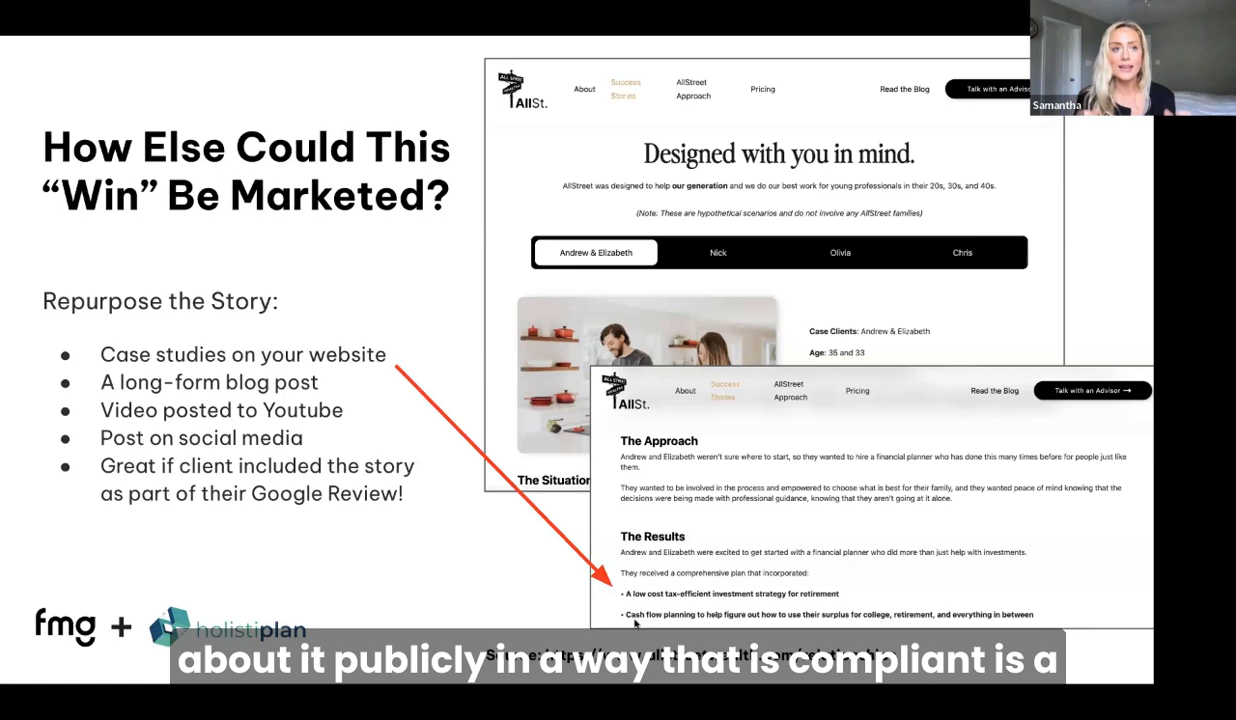 How Else Could This
“Win” Be Marketed?
Repurpose the Story:
● Case studies on your website
● A long-form blog post
● Video posted to Youtube
● Post on social media
● Great if client included the story
as part of their Google Review!
fmg + holistiplan
ALL STREET
WEALTH
AllSt.
About
Success
Stories
AllStreet
Approach
Pricing
Read the Blog
Talk with an
Designed with you in mind.
AllStreet was designed to help our generation and we do our best work for young professionals in their 20s, 30s, and 40s.
(Note: These are hypothetical scenarios and do not involve any AllStreet families)
Andrew & Elizabeth
Nick
Olivia
Chris
Case Clients: Andrew & Elizabeth
Age: 35 and 33
The Situation
ALL STREET
WEALTH
AllSt.
About
Success
Stories
AllStreet
Approach
Pricing
Read the Blog
Talk with an Advisor →
The Approach
Andrew and Elizabeth weren't sure where to start, so they wanted to hire a financial planner who has done this many times before for people just like
them.
They wanted to be involved in the process and empowered to choose what is best for their family, and they wanted peace of mind knowing that the
decisions were being made with professional guidance, knowing that they aren't going at it alone.
The Results
Andrew and Elizabeth were excited to get started with a financial planner who did more than just help with investments.
They received a comprehensive plan that incorporated:
• A low cost tax-efficient investment strategy for retirement
• Cash flow planning to help figure out how to use their surplus for college, retirement, and everything in between
Samantha
about it publicly in a way that is compliant is a